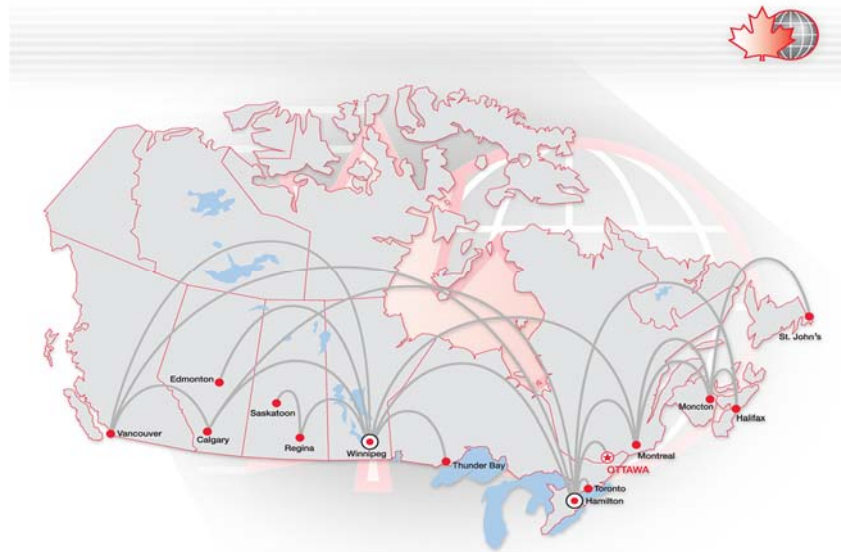 St. John's
Edmonton
Saskatoon
Moncton
Halifax
Vancouver
Calgary
Regina
Winnipeg
Montreal
Thunder Bay
OTTAWA
Toronto
Hamilton